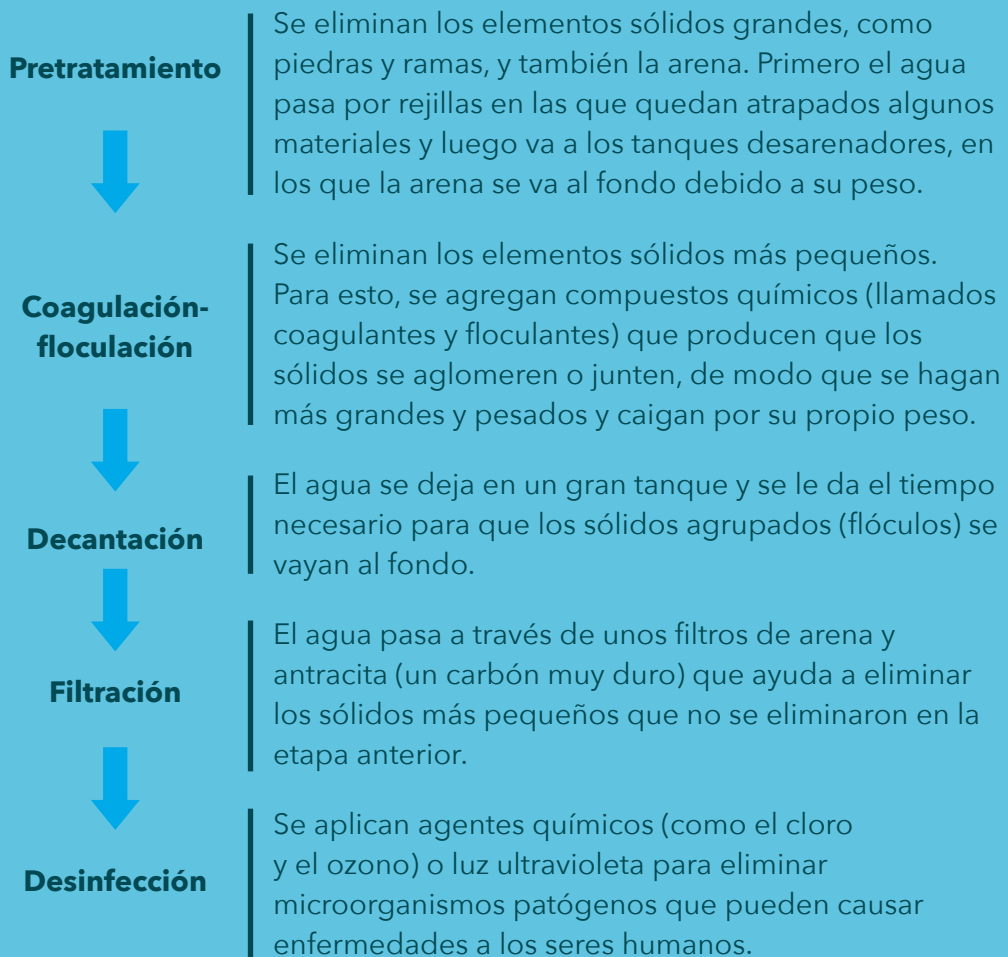 Pretratamiento
Se eliminan los elementos sólidos grandes, como
piedras y ramas, y también la arena. Primero el agua
pasa por rejillas en las que quedan atrapados algunos
materiales y luego va a los tanques desarenadores, en
los que la arena se va al fondo debido a su peso.
Coagulación-
floculación
Se eliminan los elementos sólidos más pequeños.
Para esto, se agregan compuestos químicos (llamados
coagulantes y floculantes) que producen que los
sólidos se aglomeren o junten, de modo que se hagan
más grandes y pesados y caigan por su propio peso.
Decantación
El agua se deja en un gran tanque y se le da el tiempo
necesario para que los sólidos agrupados (flóculos) se
vayan al fondo.
Filtración
El agua pasa a través de unos filtros de arena y
antracita (un carbón muy duro) que ayuda a eliminar
los sólidos más pequeños que no se eliminaron en la
etapa anterior.
Desinfección
Se aplican agentes químicos (como el cloro
y el ozono) o luz ultravioleta para eliminar
microorganismos patógenos que pueden causar
enfermedades a los seres humanos.